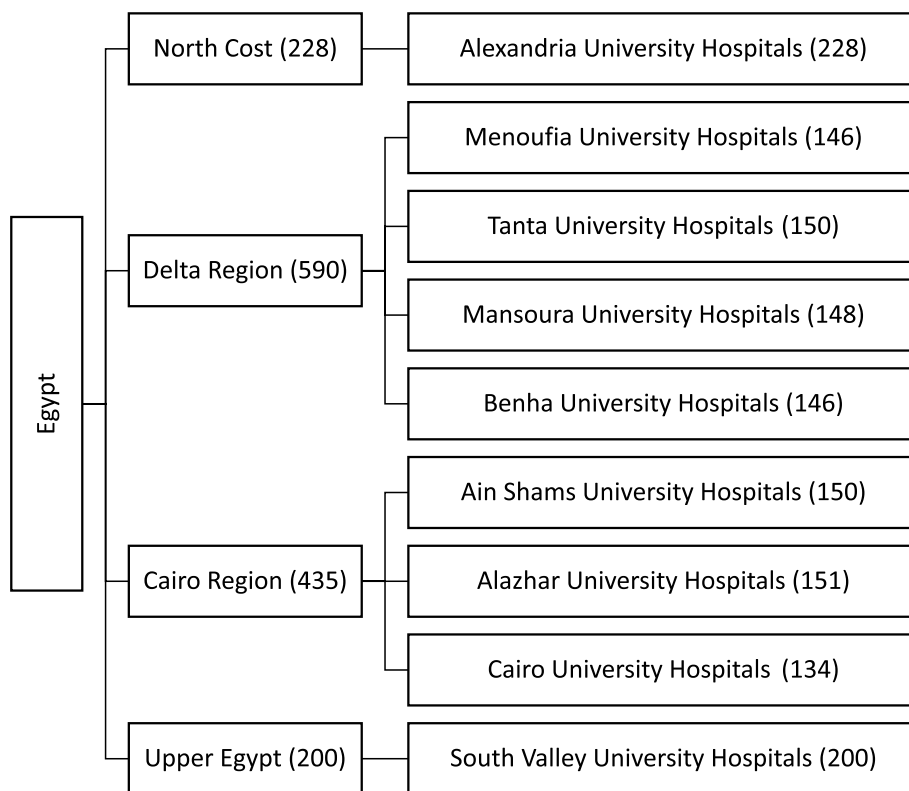 Egypt
North Cost (228)
Alexandria University Hospitals (228)
Delta Region (590)
Menoufia University Hospitals (146)
Tanta University Hospitals (150)
Mansoura University Hospitals (148)
Benha University Hospitals (146)
Cairo Region (435)
Ain Shams University Hospitals (150)
Alazhar University Hospitals (151)
Cairo University Hospitals (134)
Upper Egypt (200)
South Valley University Hospitals (200)